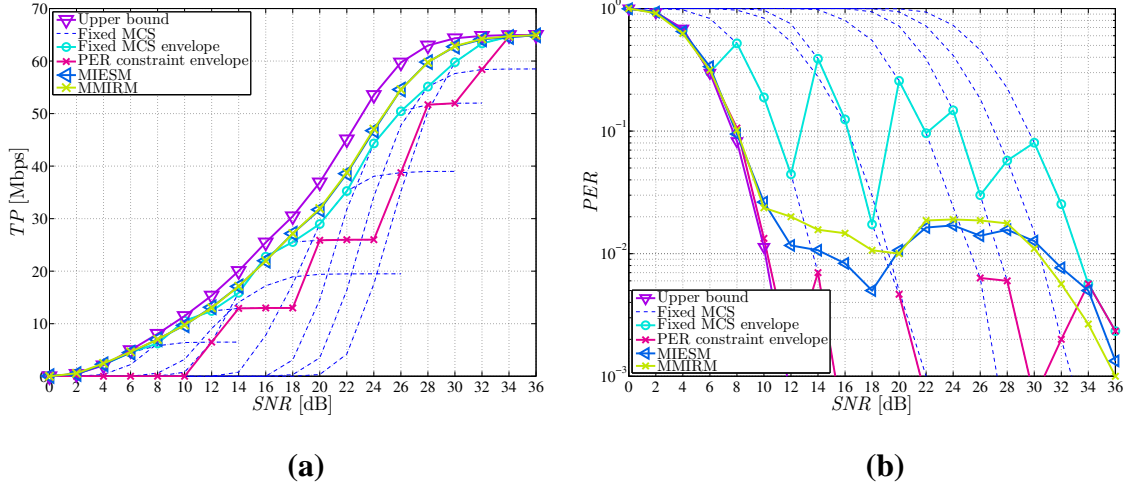 TP [Mbps]
70
60
50
40
30
20
10
0
Upper bound
Fixed MCS
Fixed MCS envelope
PER constraint envelope
MIESM
MMIRM
0 2 4 6 8 10 12 14 16 18 20 22 24 26 28 30 32 34 36
SNR [dB]
(a)
PER
10^0
10^-1
10^-2
10^-3
Upper bound
Fixed MCS
Fixed MCS envelope
PER constraint envelope
MIESM
MMIRM
0 2 4 6 8 10 12 14 16 18 20 22 24 26 28 30 32 34 36
SNR [dB]
(b)